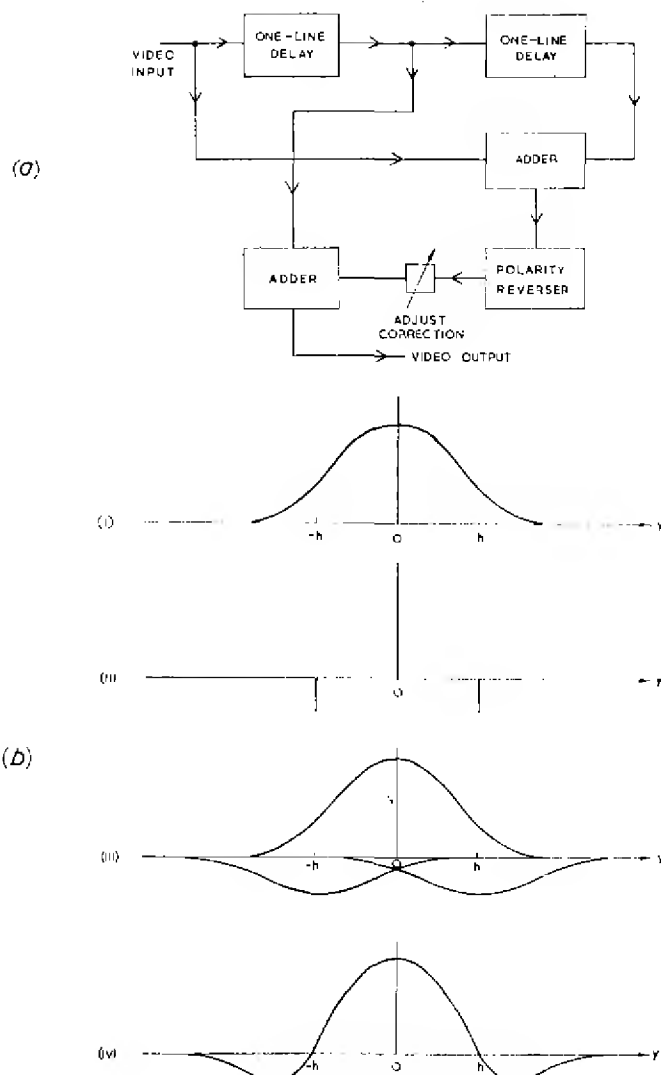 ONE-LINE
DELAY
ONE-LINE
DELAY
VIDEO
INPUT
(a)
ADDER
ADDER
POLARITY
REVERSER
ADJUST
CORRECTION
VIDEO OUTPUT
(i)
-h O h y
(ii)
O
(b)
(iii)
-h O h y
(iv)
-h O h y